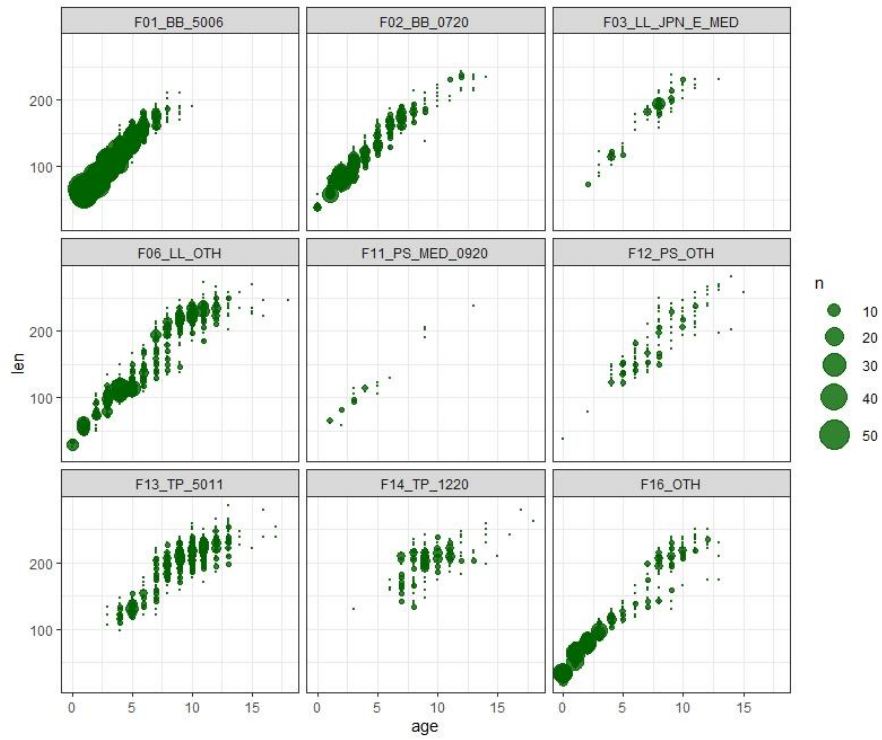 F01_BB_5006 F02_BB_0720 F03_LL_JPN_E_MED
200
100
F06_LL_OTH F11_PS_MED_0920 F12_PS_OTH
200
100
F13_TP_5011 F14_TP_1220 F16_OTH
200
100
0 5 10 15 0 5 10 15 0 5 10 15
age
len
n
10
20
30
40
50